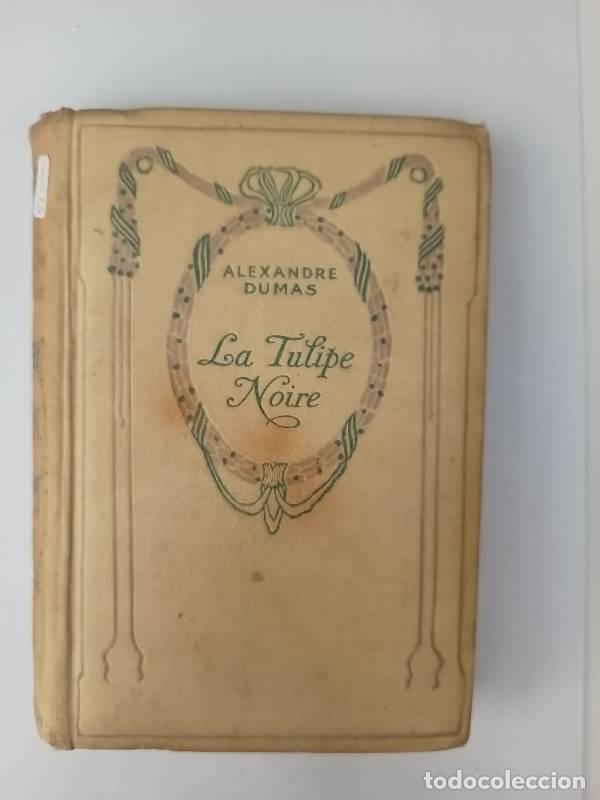 ALEXANDRE
DUMAS
La Tulipe
Noire
todocoleccion